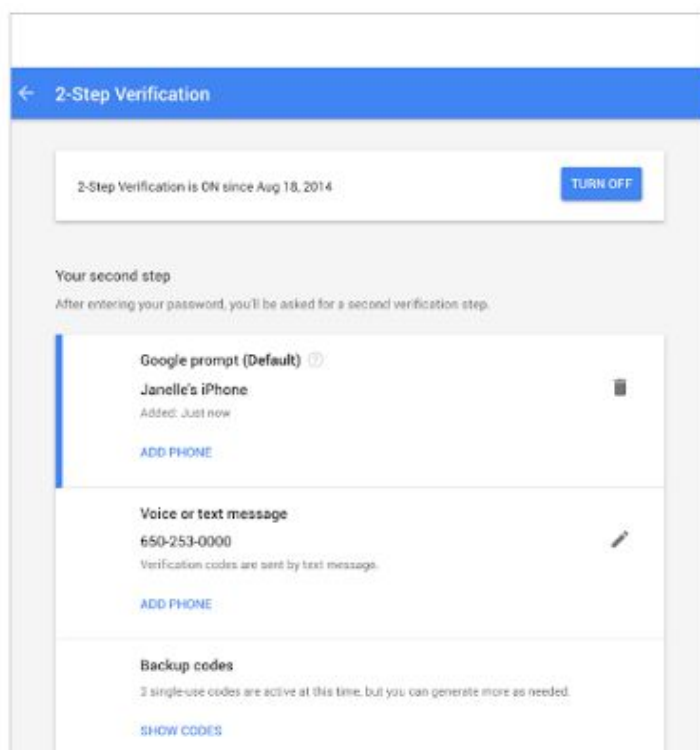 2-Step Verification
2-Step Verification is ON since Aug 18, 2014
TURN OFF
Your second step
After entering your password, you'll be asked for a second verification step.
Google prompt (Default)
Janelle's iPhone
Added: Just now
ADD PHONE
Voice or text message
650-253-0000
Verification codes are sent by text message.
ADD PHONE
Backup codes
3 single-use codes are active at this time, but you can generate more as needed.
SHOW CODES